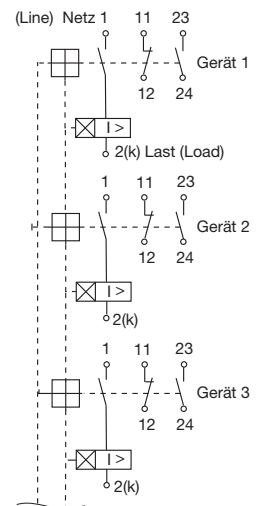 (Line) Netz 1 11 23
Gerät 1
12 24
I >
2(k) Last (Load)
1 11 23
Gerät 2
12 24
I >
2(k)
1 11 23
Gerät 3
12 24
I >
2(k)